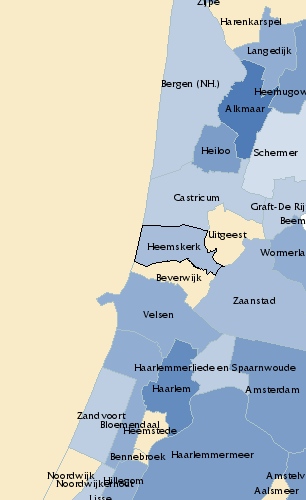 Zijpe
Harenkarspel
Langedijk
Bergen (NH.)
Heerhugow
Alkmaar
Heiloo
Schermer
Castricum
Graft-De Rij
Beem
Uitgeest
Heemskerk
Wormerla
Beverwijk
Zaanstad
Velsen
Haarlemmerliede en Spaarnwoude
Haarlem
Amsterdam
Zandvoort
Bloemendaal
Heemstede
Bennebroek
Haarlemmermeer
Noordwijk
Amstelv
Noordwijkerhout
Hillegom
Aalsmeer
Lisse